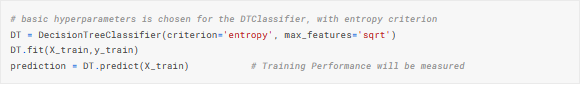 # basic hyperparameters is chosen for the DTClassifier, with entropy criterion
DT = DecisionTreeClassifier(criterion='entropy', max_features='sqrt')
DT.fit(X_train,y_train)
prediction = DT.predict(X_train)          # Training Performance will be measured